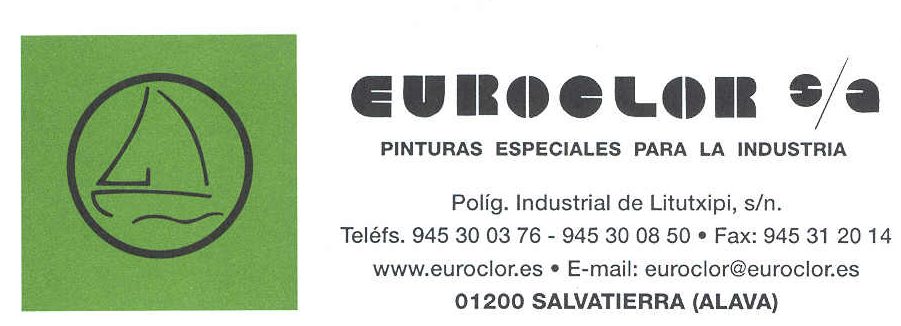 EUROCLOR s/a
PINTURAS ESPECIALES PARA LA INDUSTRIA
Políg. Industrial de Litutxipi, s/n.
Teléfs. 945 30 03 76 - 945 30 08 50 • Fax: 945 31 20 14
www.euroclor.es • E-mail: euroclor@euroclor.es
01200 SALVATIERRA (ALAVA)